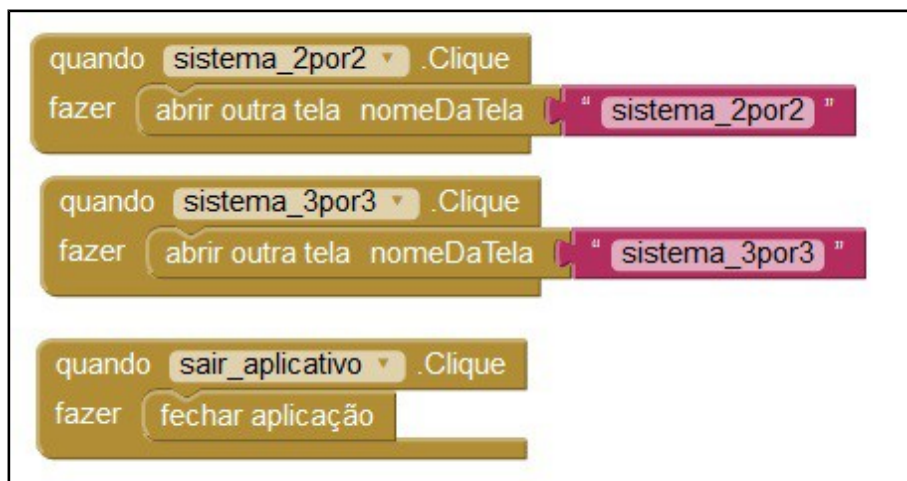 quando sistema_2por2 .Clique
fazer abrir outra tela nomeDaTela " sistema_2por2 "
quando sistema_3por3 .Clique
fazer abrir outra tela nomeDaTela " sistema_3por3 "
quando sair_aplicativo .Clique
fazer fechar aplicação